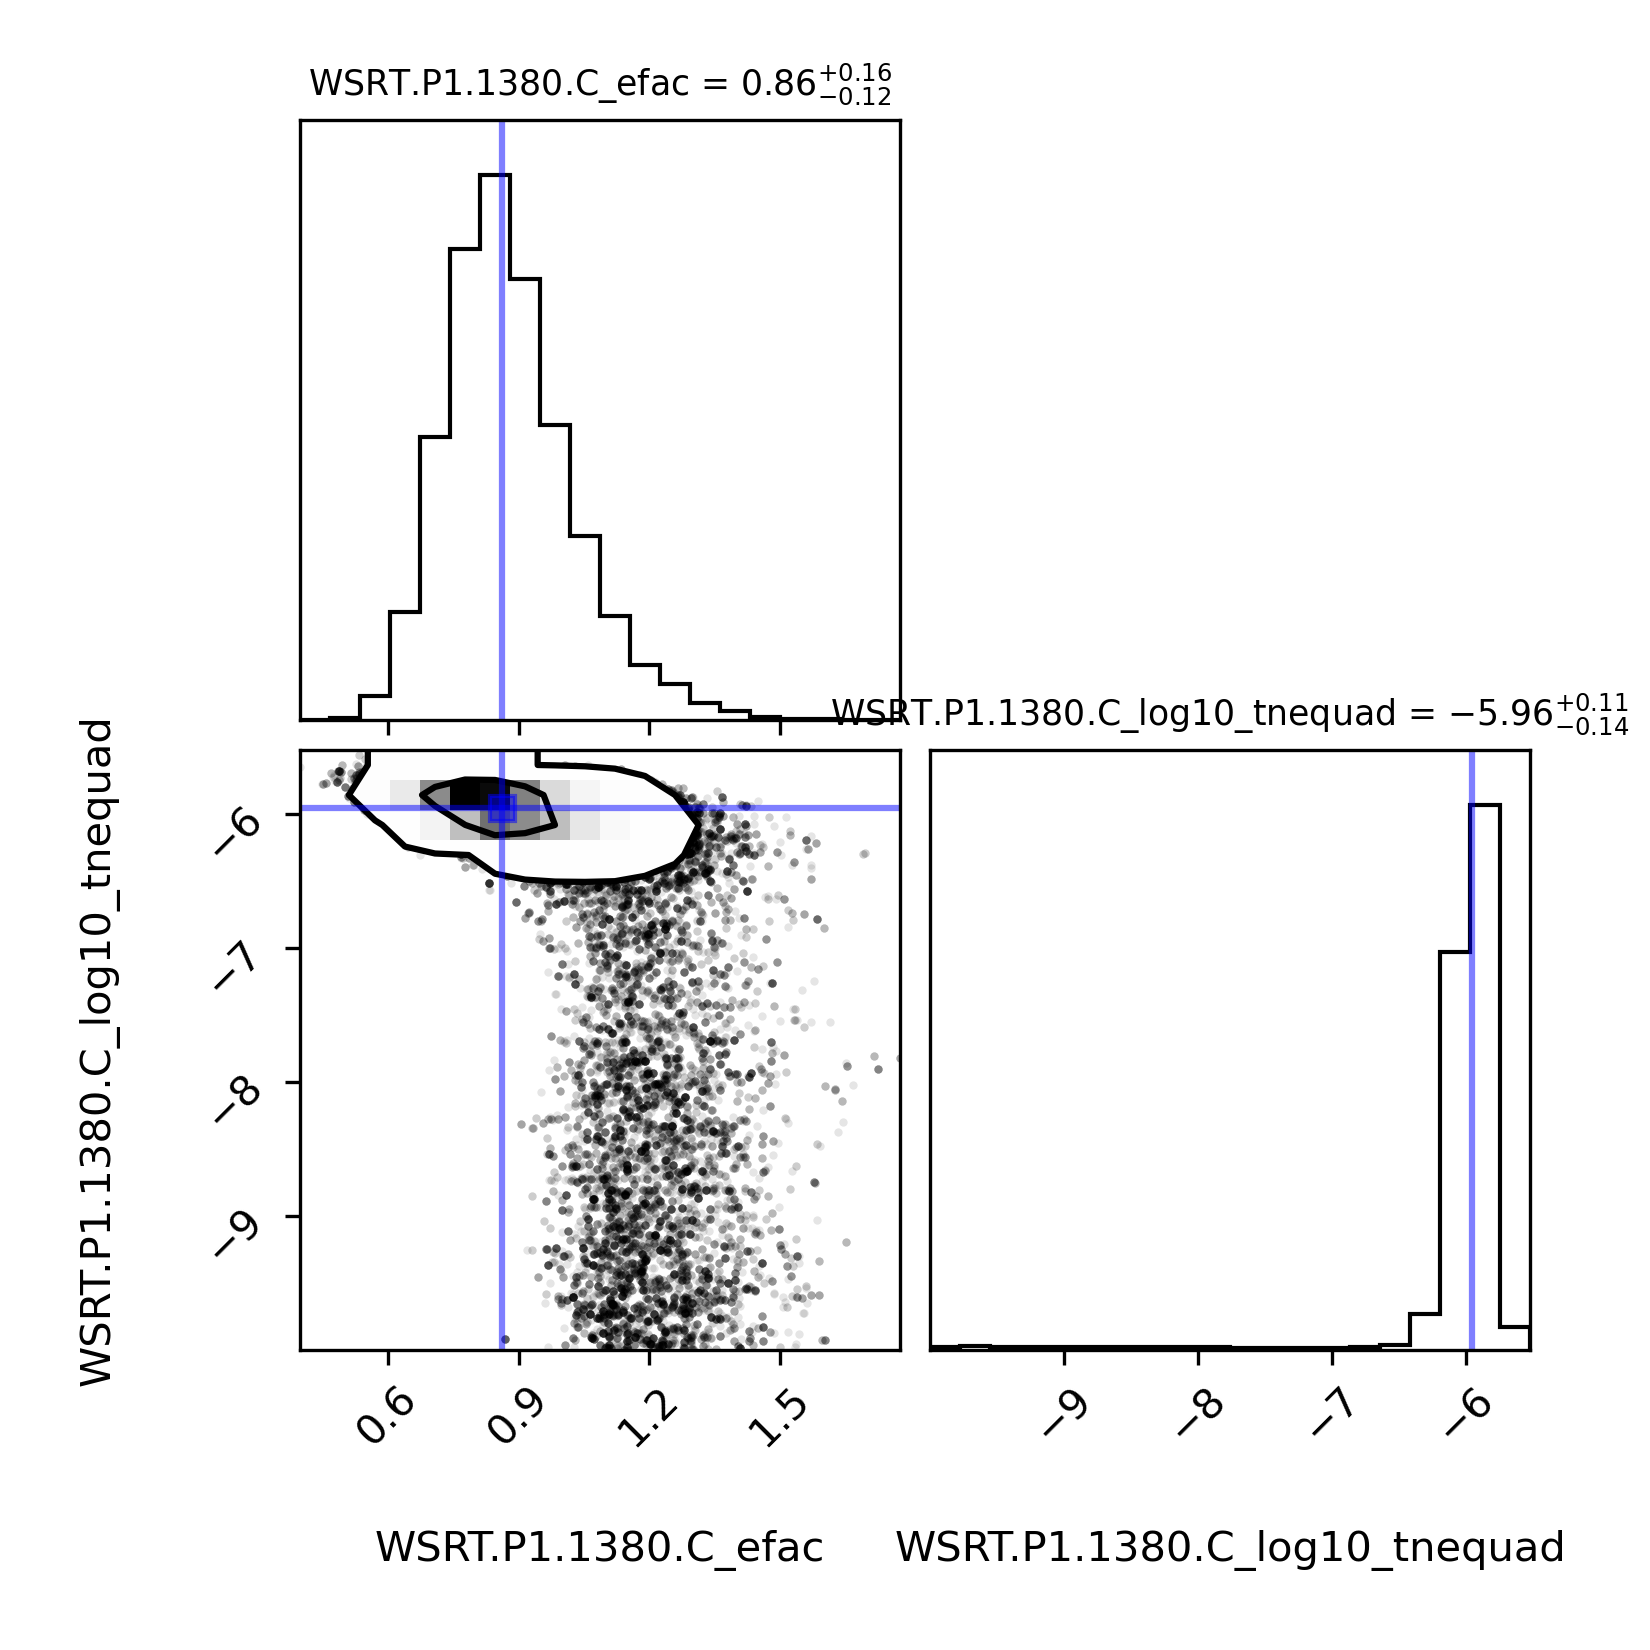 WSRT.P1.1380.C_efac = 0.86+0.16 −0.12
WSRT.P1.1380.C_log10_tnequad = −5.96+0.11 −0.14
WSRT.P1.1380.C_log10_tnequad
−6
−7
−8
−9
0.6 0.9 1.2 1.5
−9 −8 −7 −6
WSRT.P1.1380.C_efac
WSRT.P1.1380.C_log10_tnequad